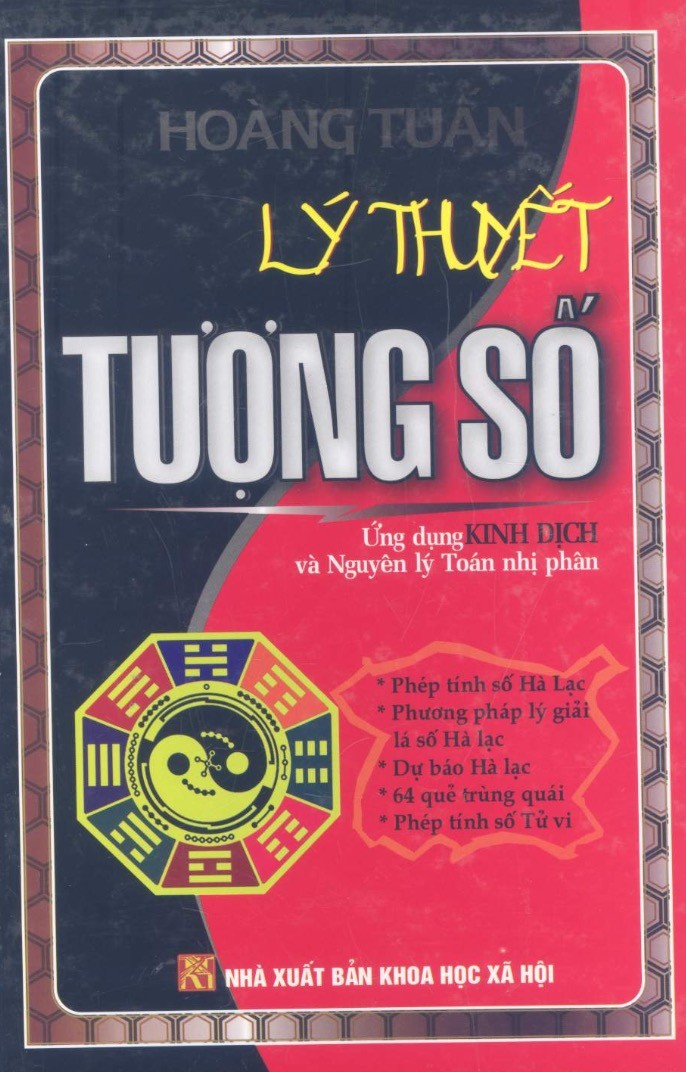 HOÀNG TUẤN
LÝ THUYẾT
TƯỢNG SỐ
Ứng dụng KINH DỊCH
và Nguyên lý Toán nhị phân
* Phép tính số Hà Lạc
* Phương pháp lý giải
lá số Hà lạc
* Dự báo Hà lạc
* 64 quẻ trùng quái
* Phép tính số Tử vi
NHÀ XUẤT BẢN KHOA HỌC XÃ HỘI